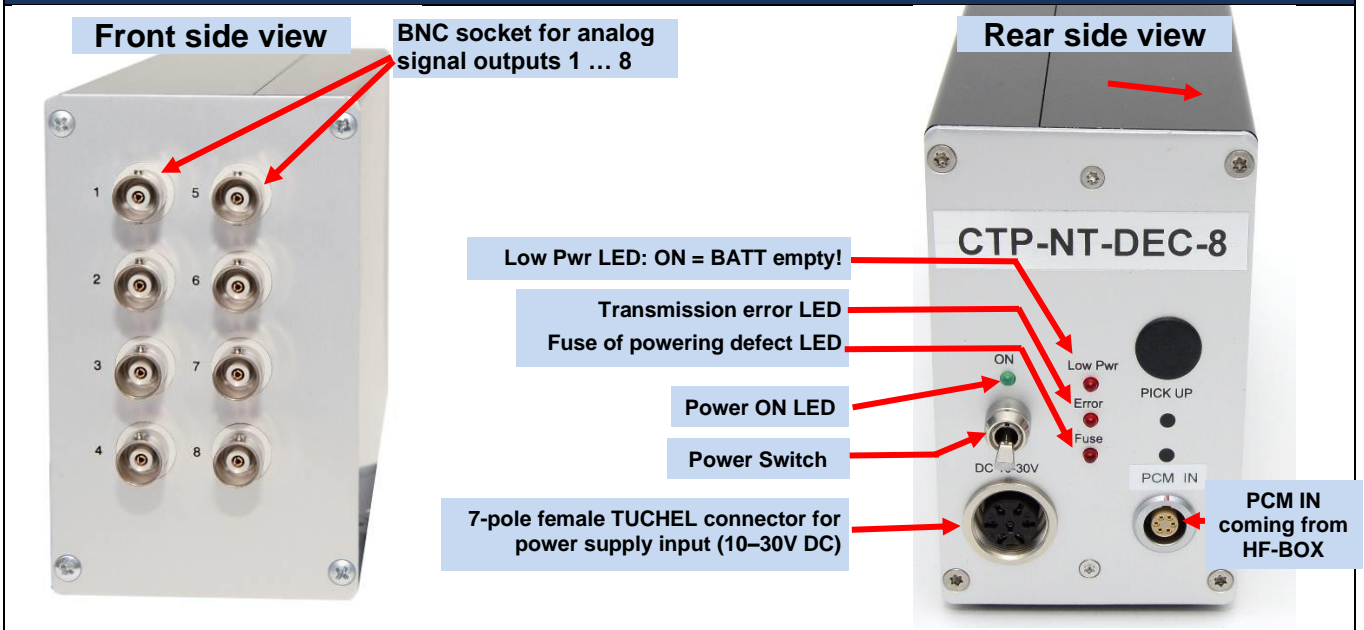 Front side view
BNC socket for analog
signal outputs 1 … 8
Rear side view
1
5
2
6
3
7
4
8
CTP-NT-DEC-8
Low Pwr LED: ON = BATT empty!
Transmission error LED
Fuse of powering defect LED
Power ON LED
Power Switch
7-pole female TUCHEL connector for
power supply input (10–30V DC)
ON
Low Pwr
Error
Fuse
PICK UP
DC 10-30V
PCM IN
PCM IN
coming from
HF-BOX